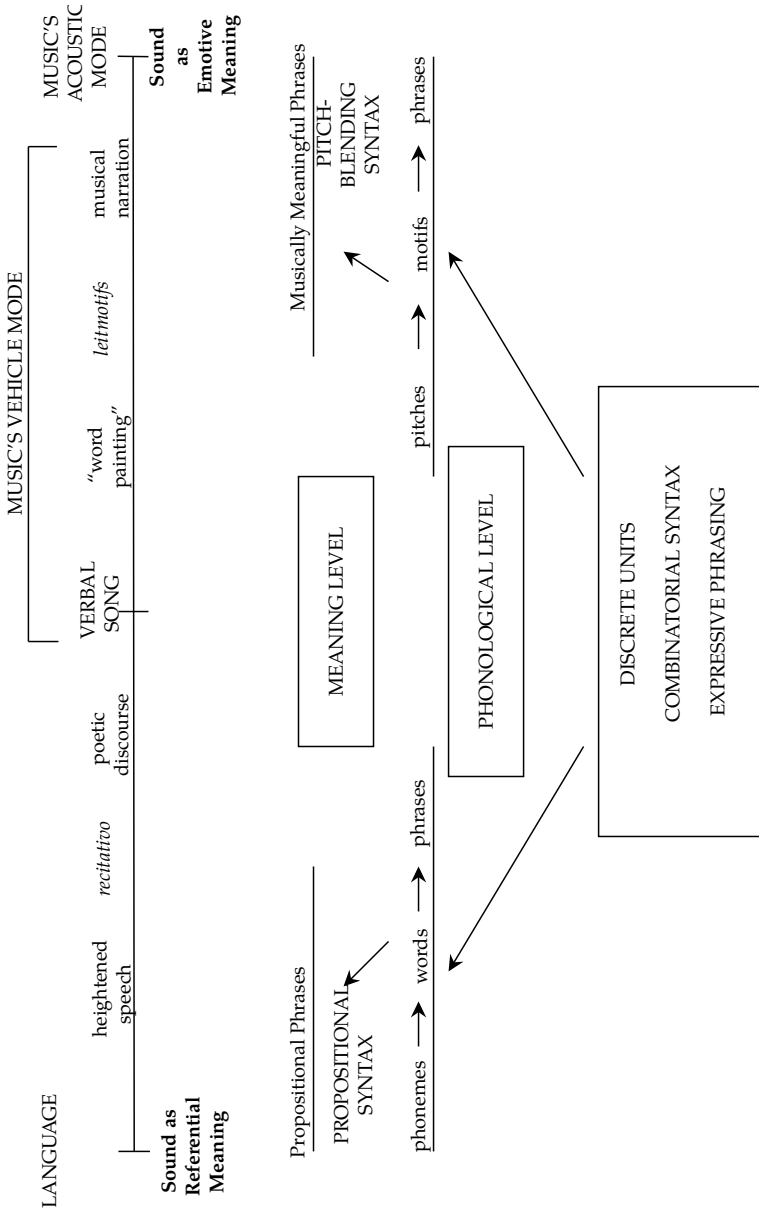 MUSIC'S VEHICLE MODE
LANGUAGE
heightened
speech
recitativo
poetic
discourse
VERBAL
SONG
“word
painting”
leitmotifs
musical
narration
MUSIC'S
ACOUSTIC
MODE
Sound as
Referential
Meaning
Sound
as
Emotive
Meaning
Propositional Phrases
PROPOSITIONAL
SYNTAX
MEANING LEVEL
Musically Meaningful Phrases
PITCH-
BLENDING
SYNTAX
phonemes
words
phrases
pitches
motifs
phrases
PHONOLOGICAL LEVEL
DISCRETE UNITS
COMBINATORIAL SYNTAX
EXPRESSIVE PHRASING